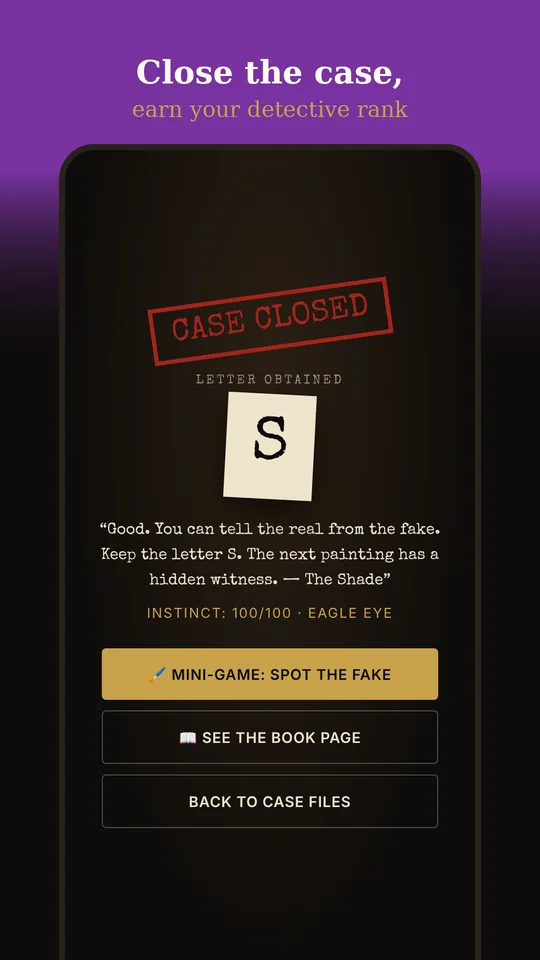 Close the case,
earn your detective rank
CASE CLOSED
LETTER OBTAINED
S
“Good. You can tell the real from the fake.
Keep the letter S. The next painting has a
hidden witness. — The Shade”
INSTINCT: 100/100 · EAGLE EYE
🖌️ MINI-GAME: SPOT THE FAKE
📖 SEE THE BOOK PAGE
BACK TO CASE FILES